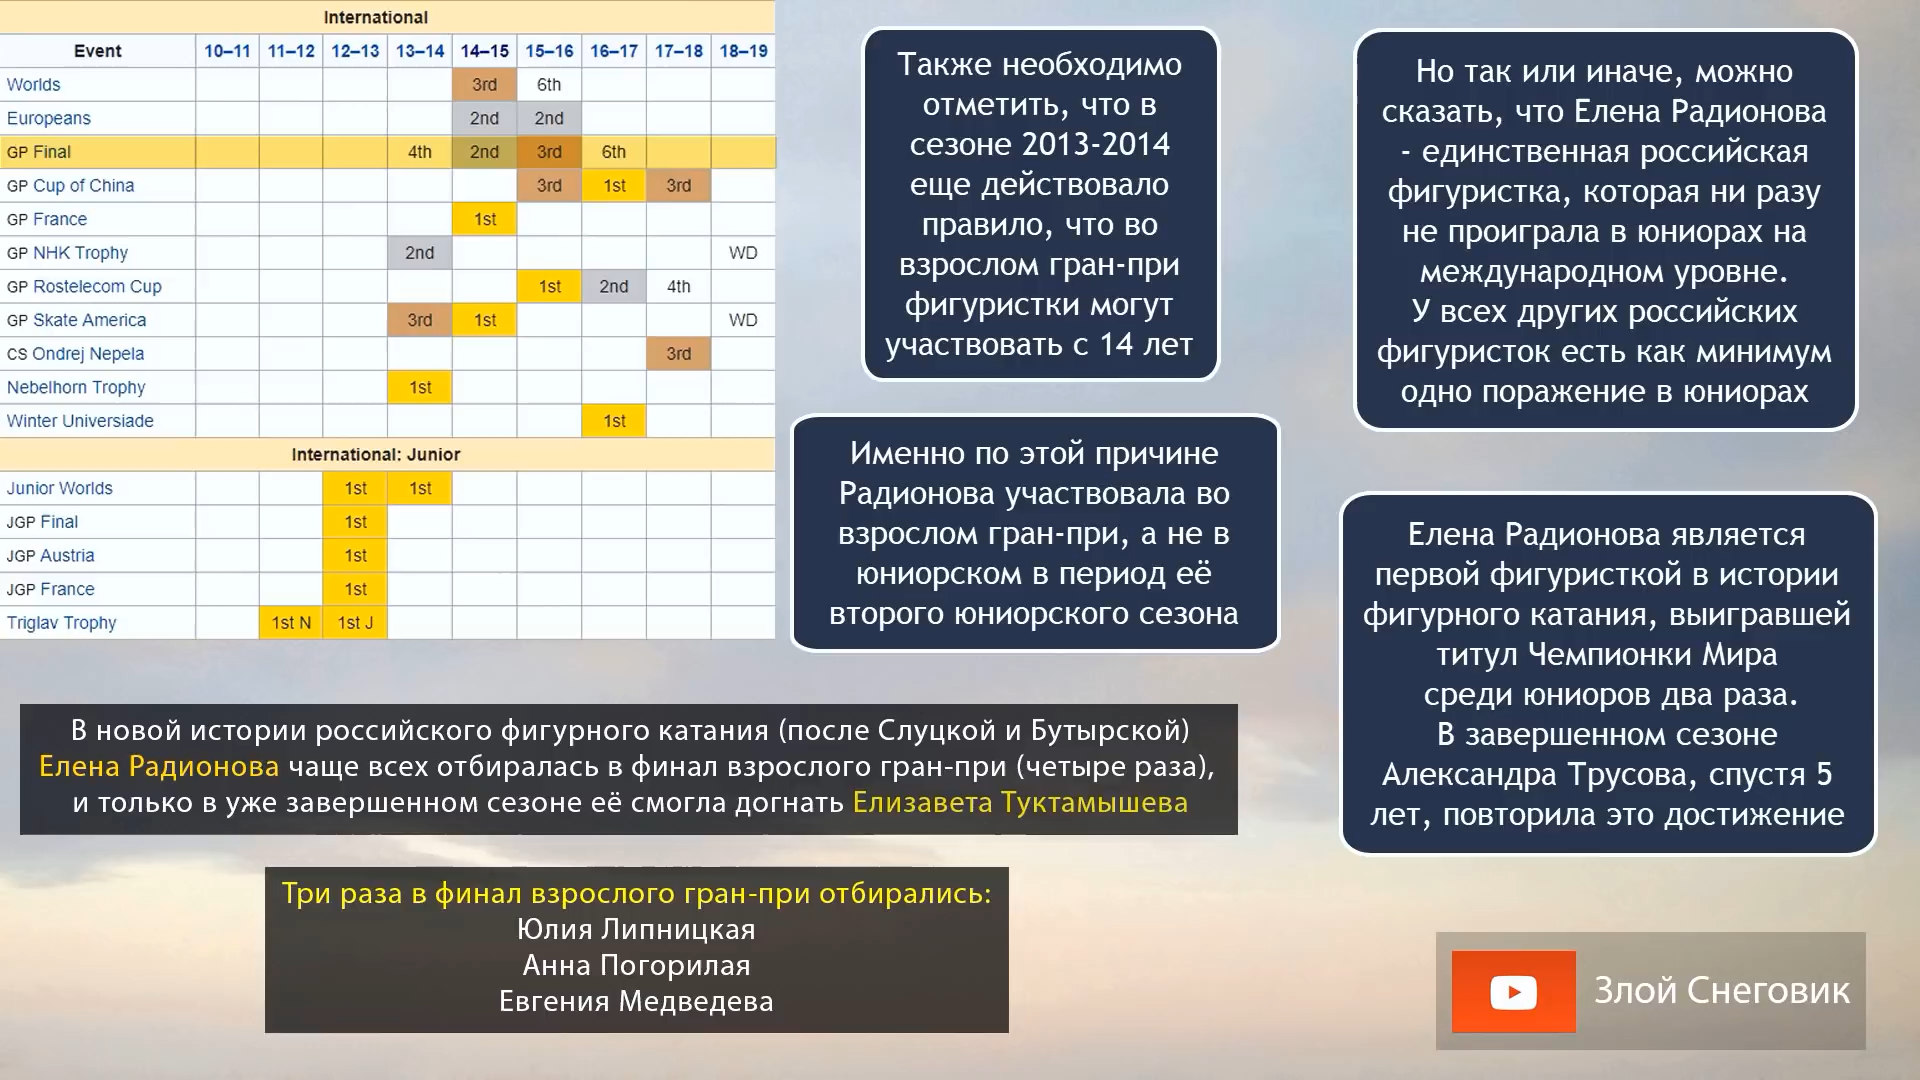 International
Event 10–11 11–12 12–13 13–14 14–15 15–16 16–17 17–18 18–19
Worlds 3rd 6th
Europeans 2nd 2nd
GP Final 4th 2nd 3rd 6th
GP Cup of China 3rd 1st 3rd
GP France 1st
GP NHK Trophy 2nd WD
GP Rostelecom Cup 1st 2nd 4th
GP Skate America 3rd 1st WD
CS Ondrej Nepela 3rd
Nebelhorn Trophy 1st
Winter Universiade 1st
International: Junior
Junior Worlds 1st 1st
JGP Final 1st
JGP Austria 1st
JGP France 1st
Triglav Trophy 1st N 1st J
Также необходимо
отметить, что в
сезоне 2013-2014
еще действовало
правило, что во
взрослом гран-при
фигуристки могут
участвовать с 14 лет
Именно по этой причине
Радионова участвовала во
взрослом гран-при, а не в
юниорском в период её
второго юниорского сезона
Но так или иначе, можно
сказать, что Елена Радионова
- единственная российская
фигуристка, которая ни разу
не проиграла в юниорах на
международном уровне.
У всех других российских
фигуристок есть как минимум
одно поражение в юниорах
Елена Радионова является
первой фигуристкой в истории
фигурного катания, выигравшей
титул Чемпионки Мира
среди юниоров два раза.
В завершенном сезоне
Александра Трусова, спустя 5
лет, повторила это достижение
В новой истории российского фигурного катания (после Слуцкой и Бутырской)
Елена Радионова чаще всех отбиралась в финал взрослого гран-при (четыре раза),
и только в уже завершенном сезоне её смогла догнать Елизавета Туктамышева
Три раза в финал взрослого гран-при отбирались:
Юлия Липницкая
Анна Погорилая
Евгения Медведева
Злой Снеговик